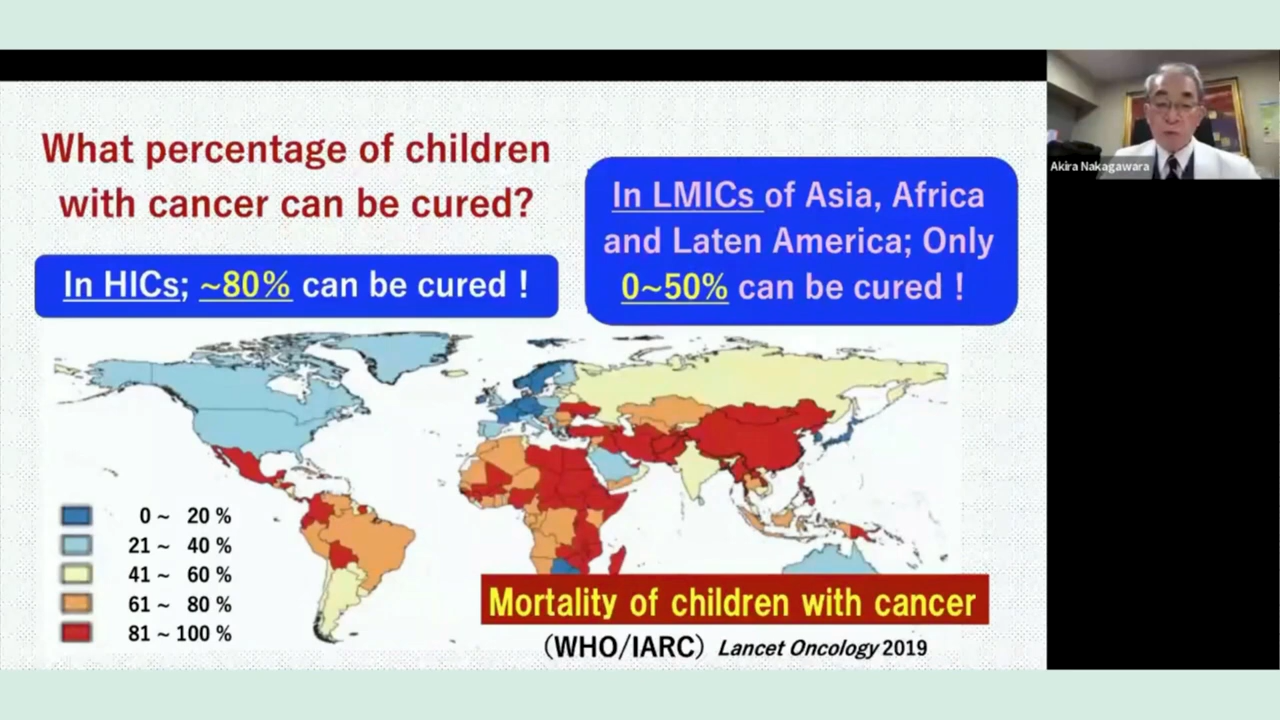 What percentage of children
with cancer can be cured?
In HICs; ~80% can be cured !
In LMICs of Asia, Africa
and Laten America; Only
0~50% can be cured !
0 ~ 20 %
21 ~ 40 %
41 ~ 60 %
61 ~ 80 %
81 ~ 100 %
Mortality of children with cancer
(WHO/IARC) Lancet Oncology 2019
Akira Nakagawara